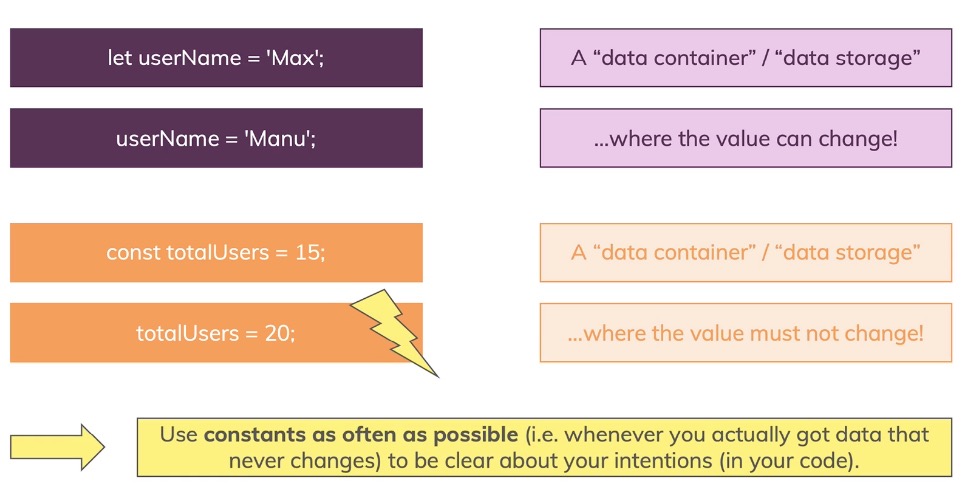 let userName = 'Max';
A “data container” / “data storage”
userName = 'Manu';
...where the value can change!
const totalUsers = 15;
A “data container” / “data storage”
totalUsers = 20;
...where the value must not change!
Use constants as often as possible (i.e. whenever you actually got data that
never changes) to be clear about your intentions (in your code).